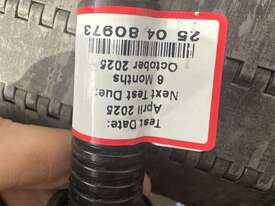 Test Date:
April 2025
Next Test Due:
6 Months
October 2025
25 04 80973